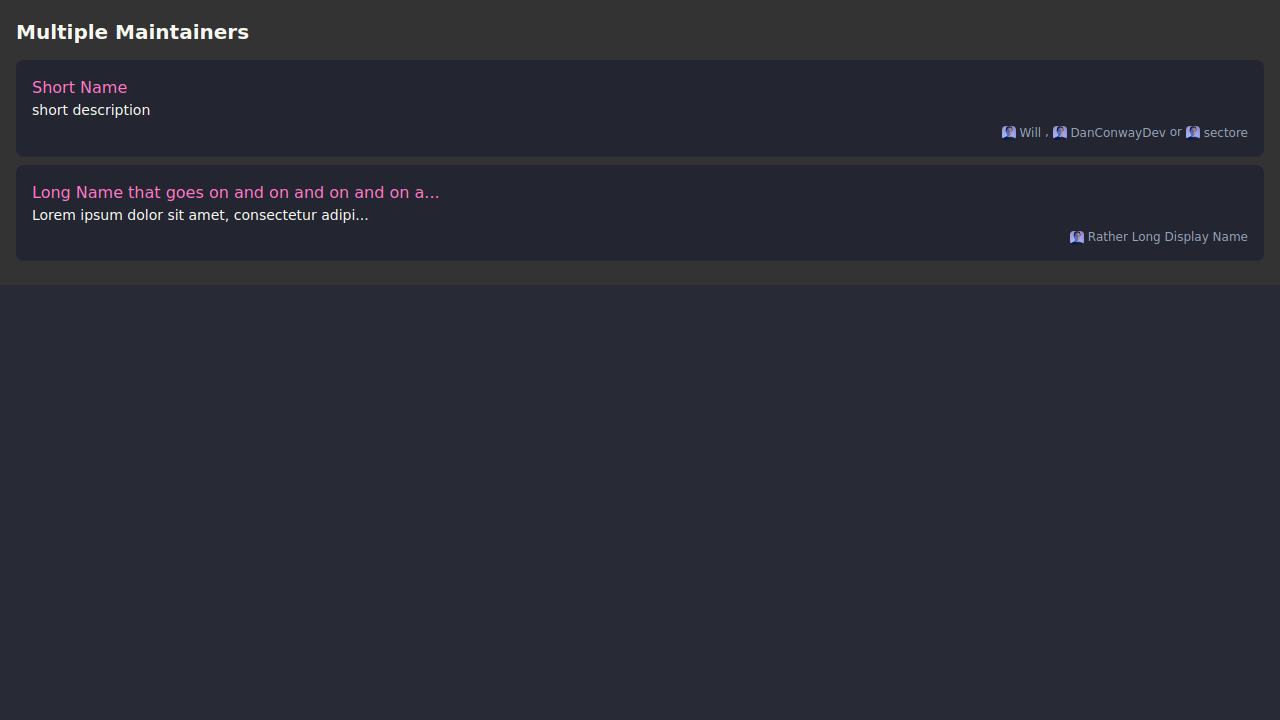 Multiple Maintainers
Short Name
short description
Will , DanConwayDev or sectore
Long Name that goes on and on and on and on a...
Lorem ipsum dolor sit amet, consectetur adipi...
Rather Long Display Name